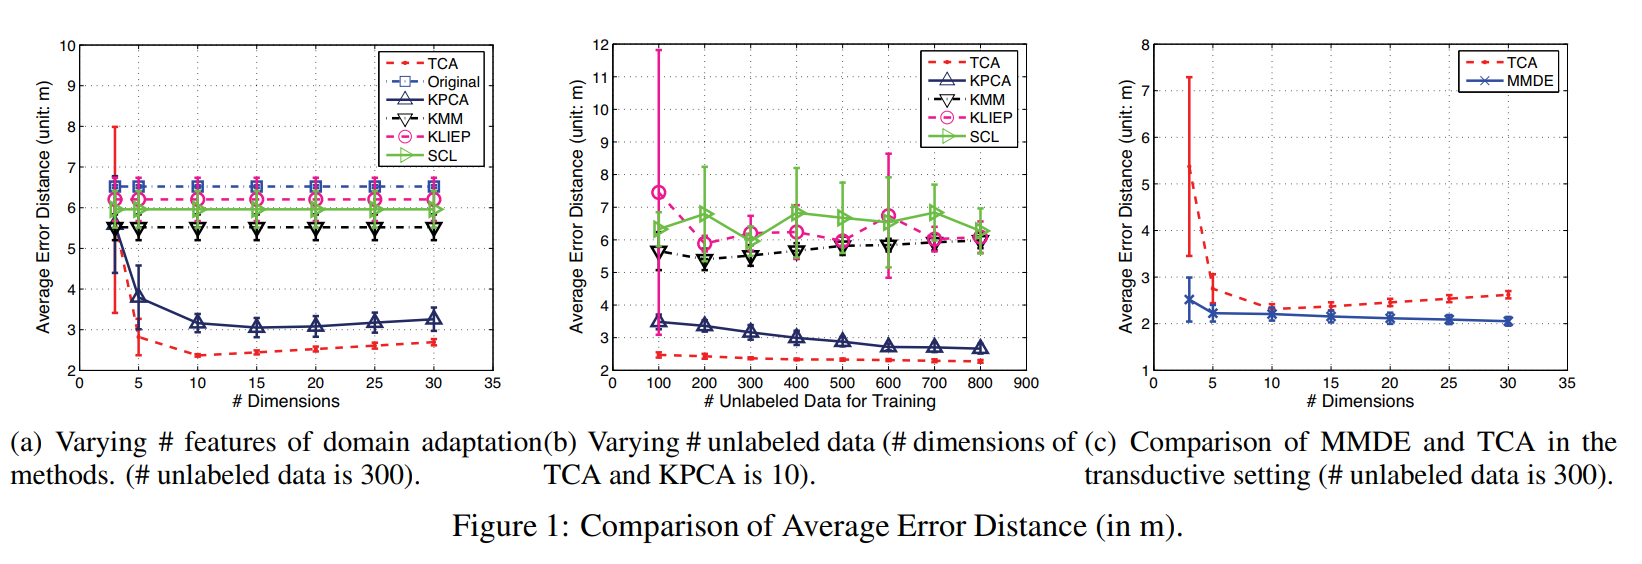 10
9
8
7
6
5
4
3
2
0 5 10 15 20 25 30 35
# Dimensions
Average Error Distance (unit: m)
TCA
Original
KPCA
KMM
KLIEP
SCL
12
11
10
9
8
7
6
5
4
3
2
0 100 200 300 400 500 600 700 800 900
# Unlabeled Data for Training
Average Error Distance (unit: m)
TCA
KPCA
KMM
KLIEP
SCL
8
7
6
5
4
3
2
1
0 5 10 15 20 25 30 35
# Dimensions
Average Error Distance (unit: m)
TCA
MMDE
(a) Varying # features of domain adaptation
methods. (# unlabeled data is 300).
(b) Varying # unlabeled data (# dimensions of
TCA and KPCA is 10).
(c) Comparison of MMDE and TCA in the
transductive setting (# unlabeled data is 300).
Figure 1: Comparison of Average Error Distance (in m).